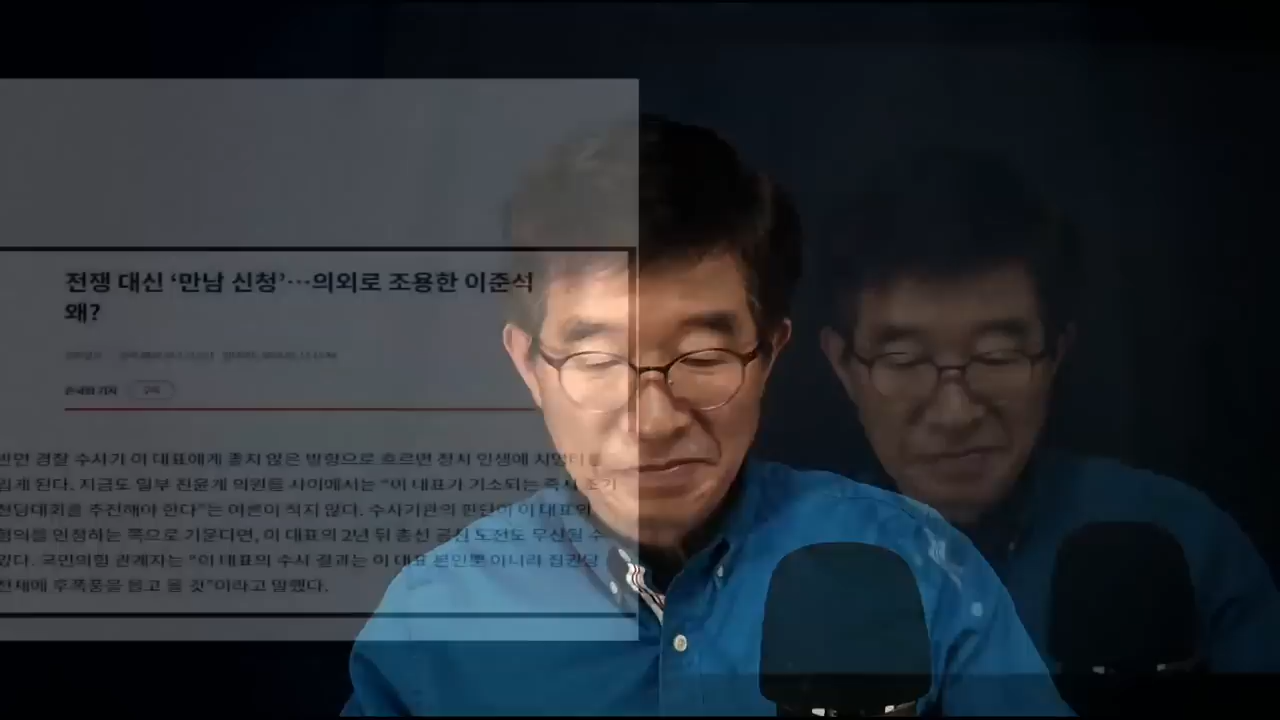 전쟁 대신 ‘만남 신청’…의외로 조용한 이준석
왜?
손국희 기자
반면 경찰 수사가 이 대표에게 좋지 않은 방향으로 흐르면 정치 인생에 치명타를
입게 된다. 지금도 일부 친윤계 의원들 사이에서는 “이 대표가 기소되는 즉시 조기
전당대회를 추진해야 한다”는 여론이 적지 않다. 수사기관의 판단이 이 대표의
혐의를 인정하는 쪽으로 기운다면, 이 대표의 2년 뒤 총선 공천 도전도 무산될 수
있다. 국민의힘 관계자는 “이 대표의 수사 결과는 이 대표 본인뿐 아니라 집권당
전체에 후폭풍을 몰고 올 것”이라고 말했다.